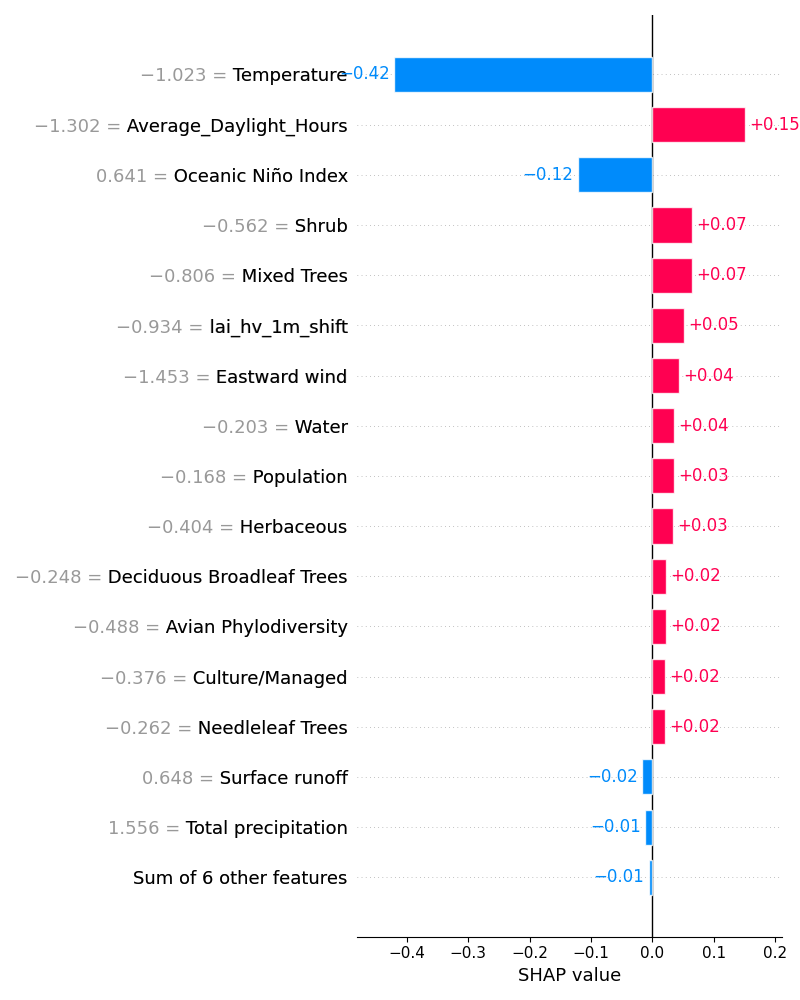 −1.023 = Temperature −0.42
−1.302 = Average_Daylight_Hours +0.15
0.641 = Oceanic Niño Index −0.12
−0.562 = Shrub +0.07
−0.806 = Mixed Trees +0.07
−0.934 = lai_hv_1m_shift +0.05
−1.453 = Eastward wind +0.04
−0.203 = Water +0.04
−0.168 = Population +0.03
−0.404 = Herbaceous +0.03
−0.248 = Deciduous Broadleaf Trees +0.02
−0.488 = Avian Phylodiversity +0.02
−0.376 = Culture/Managed +0.02
−0.262 = Needleleaf Trees +0.02
0.648 = Surface runoff −0.02
1.556 = Total precipitation −0.01
Sum of 6 other features −0.01
−0.4 −0.3 −0.2 −0.1 0.0 0.1 0.2
SHAP value